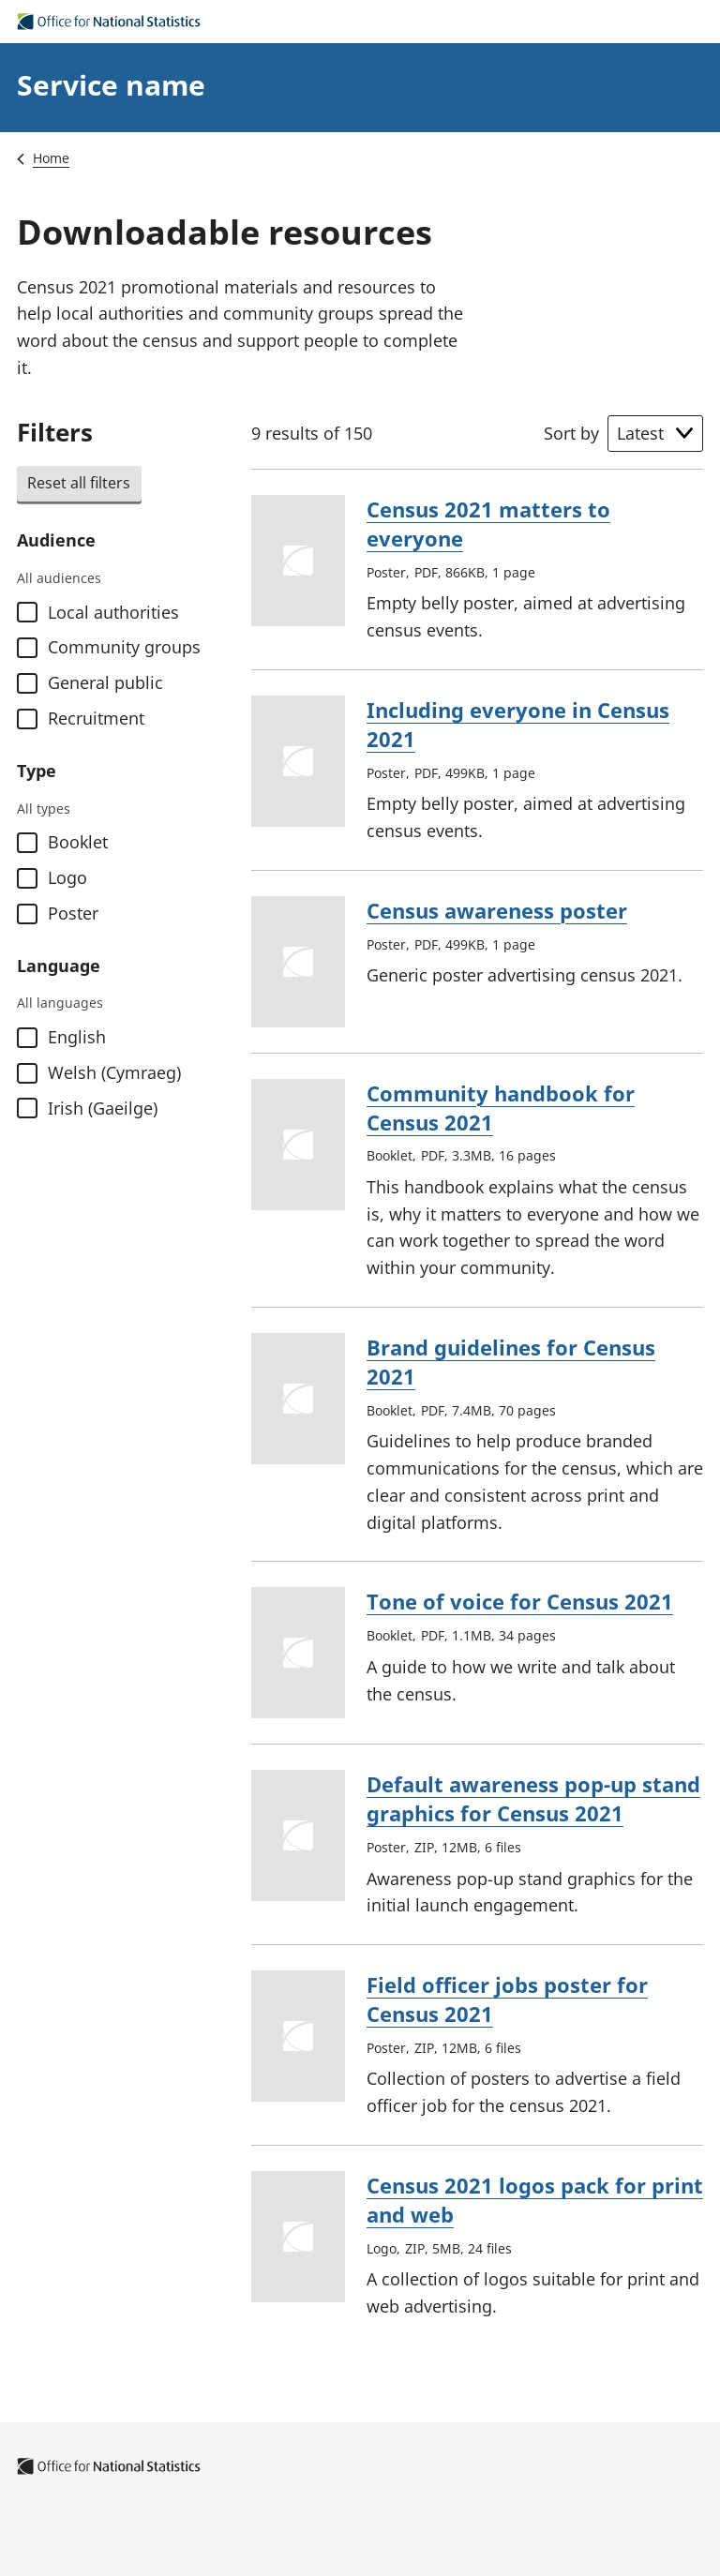 Office for National Statistics
Service name
Home
Downloadable resources
Census 2021 promotional materials and resources to
help local authorities and community groups spread the
word about the census and support people to complete
it.
Filters
Reset all filters
Audience
All audiences
Local authorities
Community groups
General public
Recruitment
Type
All types
Booklet
Logo
Poster
Language
All languages
English
Welsh (Cymraeg)
Irish (Gaeilge)
9 results of 150
Sort by Latest
Census 2021 matters to
everyone
Poster, PDF, 866KB, 1 page
Empty belly poster, aimed at advertising
census events.
Including everyone in Census
2021
Poster, PDF, 499KB, 1 page
Empty belly poster, aimed at advertising
census events.
Census awareness poster
Poster, PDF, 499KB, 1 page
Generic poster advertising census 2021.
Community handbook for
Census 2021
Booklet, PDF, 3.3MB, 16 pages
This handbook explains what the census
is, why it matters to everyone and how we
can work together to spread the word
within your community.
Brand guidelines for Census
2021
Booklet, PDF, 7.4MB, 70 pages
Guidelines to help produce branded
communications for the census, which are
clear and consistent across print and
digital platforms.
Tone of voice for Census 2021
Booklet, PDF, 1.1MB, 34 pages
A guide to how we write and talk about
the census.
Default awareness pop-up stand
graphics for Census 2021
Poster, ZIP, 12MB, 6 files
Awareness pop-up stand graphics for the
initial launch engagement.
Field officer jobs poster for
Census 2021
Poster, ZIP, 12MB, 6 files
Collection of posters to advertise a field
officer job for the census 2021.
Census 2021 logos pack for print
and web
Logo, ZIP, 5MB, 24 files
A collection of logos suitable for print and
web advertising.
Office for National Statistics